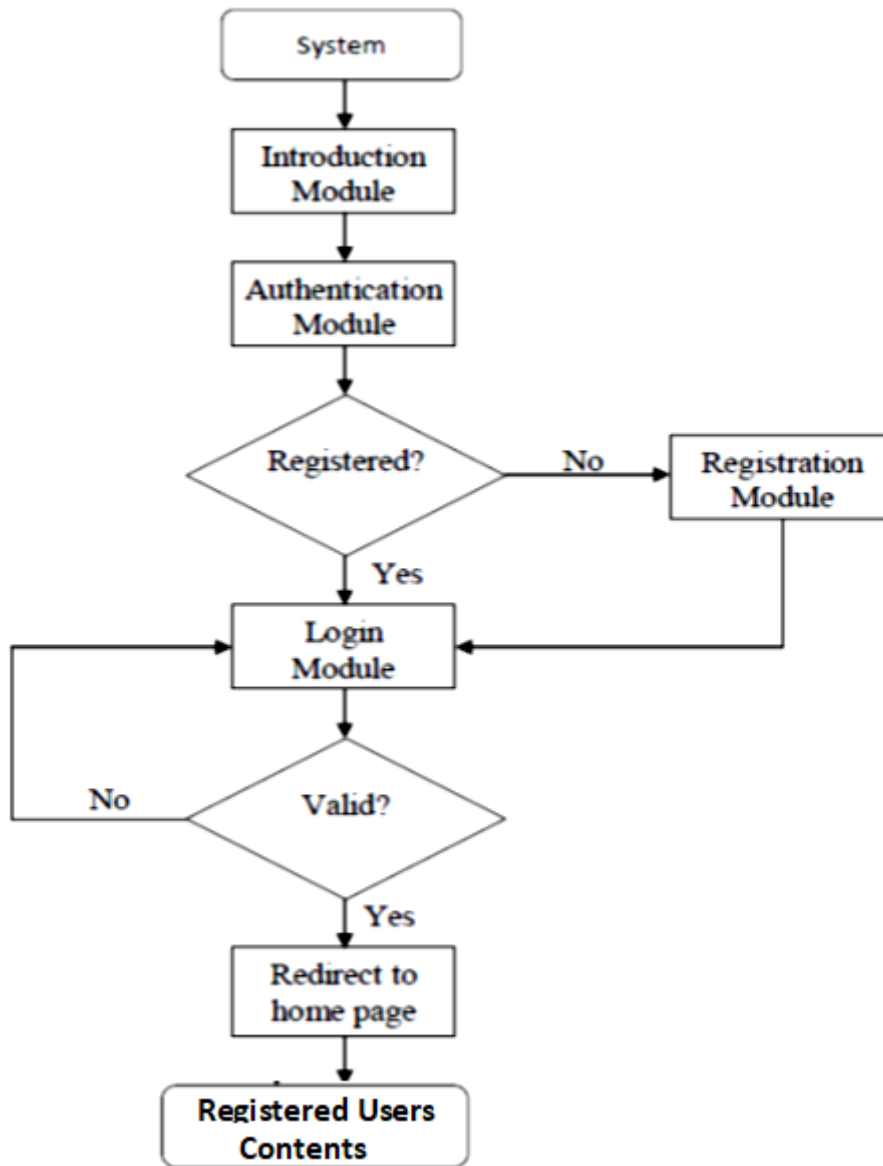 System
Introduction
Module
Authentication
Module
Registered?
No
Registration
Module
Yes
Login
Module
No
Valid?
Yes
Redirect to
home page
Registered Users
Contents